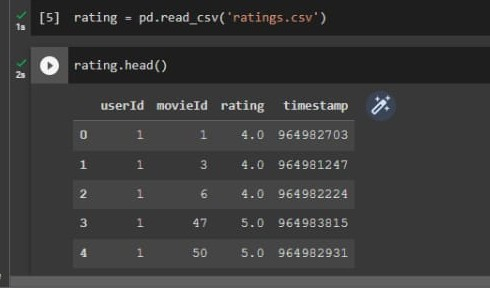 1s [5] rating = pd.read_csv('ratings.csv')
2s rating.head()
userId movieId rating timestamp
0 1 1 4.0 964982703
1 1 3 4.0 964981247
2 1 6 4.0 964982224
3 1 47 5.0 964983815
4 1 50 5.0 964982931